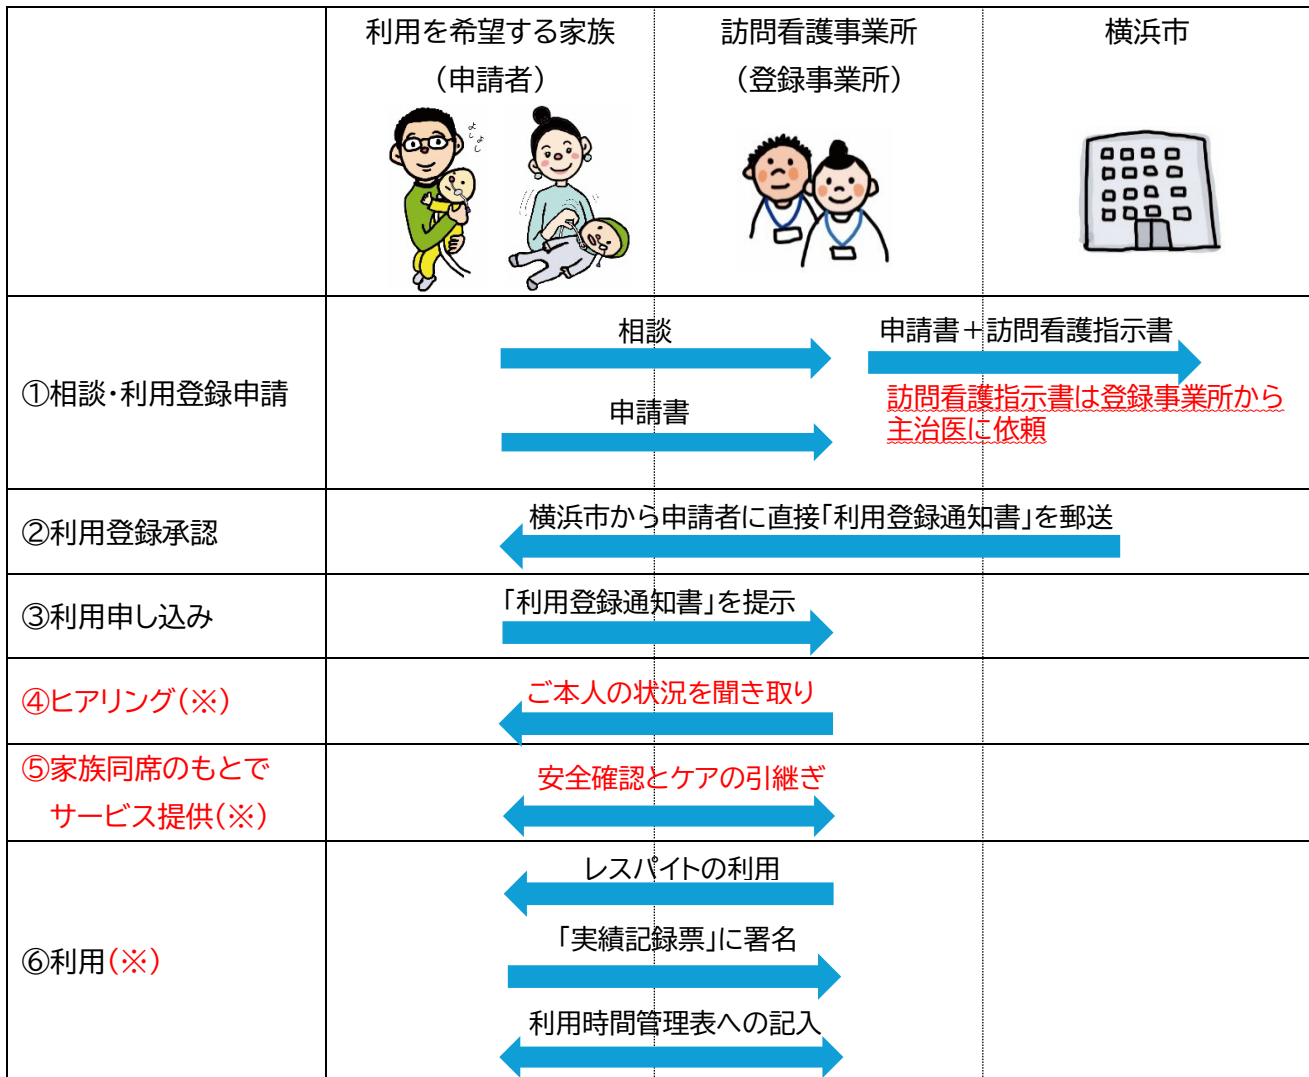 利用を希望する家族
（申請者）
訪問看護事業所
（登録事業所）
横浜市
よしよし
①相談・利用登録申請
相談
申請書＋訪問看護指示書
申請書
訪問看護指示書は登録事業所から
主治医に依頼
②利用登録承認
横浜市から申請者に直接「利用登録通知書」を郵送
③利用申し込み
「利用登録通知書」を提示
④ヒアリング（※）
ご本人の状況を聞き取り
⑤家族同席のもとで
サービス提供（※）
安全確認とケアの引継ぎ
⑥利用（※）
レスパイトの利用
「実績記録票」に署名
利用時間管理表への記入